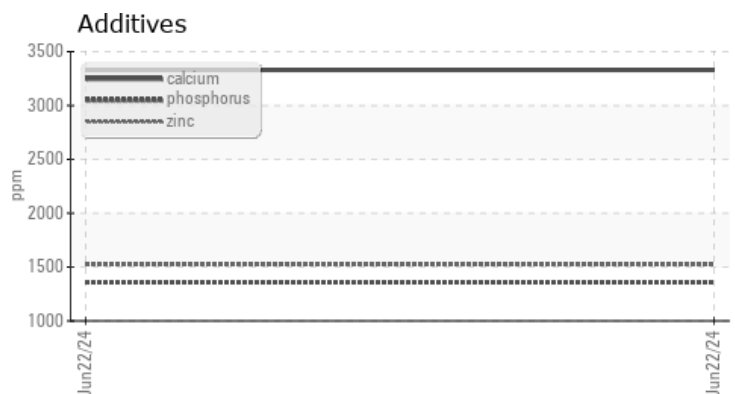 Additives
3500
3000
2500
2000
1500
1000
ppm
calcium
phosphorus
zinc
Jun22/24
Jun22/24